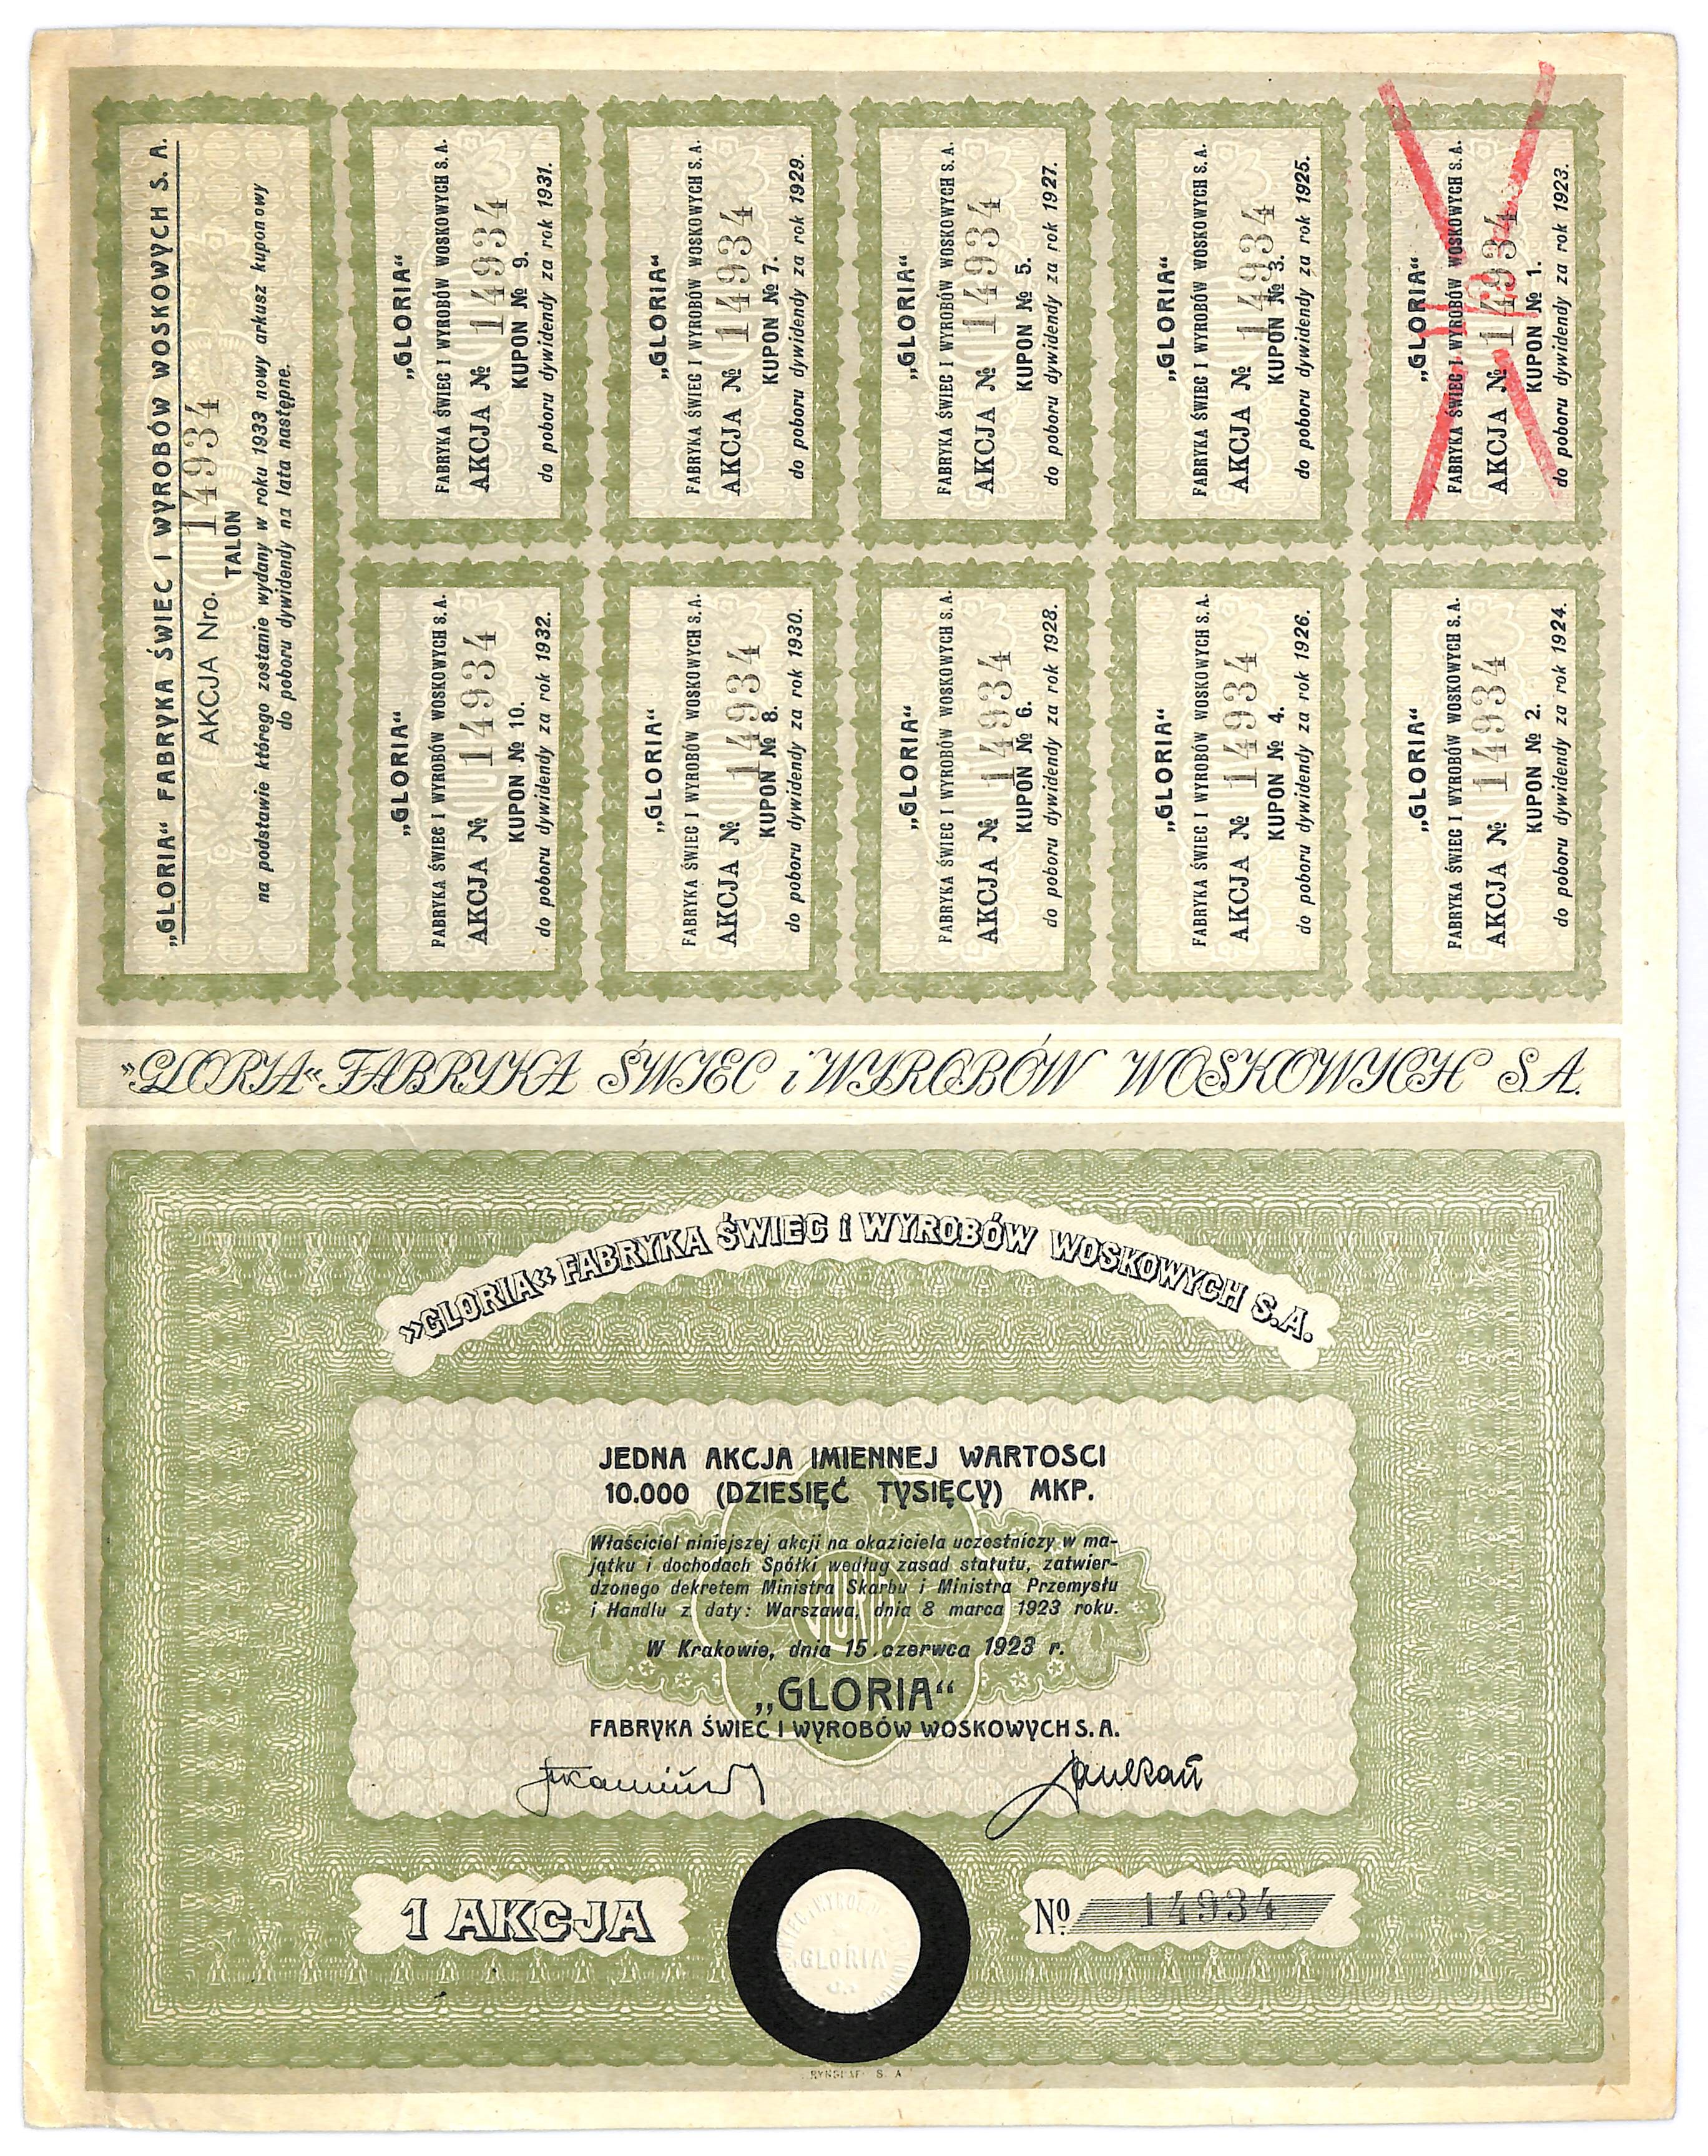 „GLORIA“ FABRYKA ŚWIEC I WYROBÓW WOSKOWYCH S. A.
AKCJA Nro. 14934
TALON
na podstawie którego zostanie wydany w roku 1933 nowy arkusz kuponowy
do poboru dywidendy na lata następne.
„GLORIA“
FABRYKA ŚWIEC I WYROBÓW WOSKOWYCH S.A.
AKCJA № 14934
KUPON № 9.
do poboru dywidendy za rok 1931.
„GLORIA“
FABRYKA ŚWIEC I WYROBÓW WOSKOWYCH S.A.
AKCJA № 14934
KUPON № 7.
do poboru dywidendy za rok 1929.
„GLORIA“
FABRYKA ŚWIEC I WYROBÓW WOSKOWYCH S.A.
AKCJA № 14934
KUPON № 5.
do poboru dywidendy za rok 1927.
„GLORIA“
FABRYKA ŚWIEC I WYROBÓW WOSKOWYCH S.A.
AKCJA № 14934
KUPON № 3.
do poboru dywidendy za rok 1925.
„GLORIA“
FABRYKA ŚWIEC I WYROBÓW WOSKOWYCH S.A.
AKCJA № 14934
KUPON № 1.
do poboru dywidendy za rok 1923.
„GLORIA“
FABRYKA ŚWIEC I WYROBÓW WOSKOWYCH S.A.
AKCJA № 14934
KUPON № 10.
do poboru dywidendy za rok 1932.
„GLORIA“
FABRYKA ŚWIEC I WYROBÓW WOSKOWYCH S.A.
AKCJA № 14934
KUPON № 8.
do poboru dywidendy za rok 1930.
„GLORIA“
FABRYKA ŚWIEC I WYROBÓW WOSKOWYCH S.A.
AKCJA № 14934
KUPON № 6.
do poboru dywidendy za rok 1928.
„GLORIA“
FABRYKA ŚWIEC I WYROBÓW WOSKOWYCH S.A.
AKCJA № 14934
KUPON № 4.
do poboru dywidendy za rok 1926.
„GLORIA“
FABRYKA ŚWIEC I WYROBÓW WOSKOWYCH S.A.
AKCJA № 14934
KUPON № 2.
do poboru dywidendy za rok 1924.
»GLORIA« FABRYKA ŚWIEC i WYROBÓW WOSKOWYCH S.A.
»GLORIA« FABRYKA ŚWIEC I WYROBÓW WOSKOWYCH S.A.
JEDNA AKCJA IMIENNEJ WARTOSCI
10.000 (DZIESIĘĆ TYSIĘCY) MKP.
Właściciel niniejszej akcji na okaziciela uczestniczy w ma-
jątku i dochodach Spółki według zasad statutu, zatwier-
dzonego dekretem Ministra Skarbu i Ministra Przemysłu
i Handlu z daty: Warszawa, dnia 8 marca 1923 roku.
W Krakowie, dnia 15 czerwca 1923 r.
„GLORIA“
FABRYKA ŚWIEC I WYROBÓW WOSKOWYCH S. A.
1 AKCJA
GLORIA
No. 14934